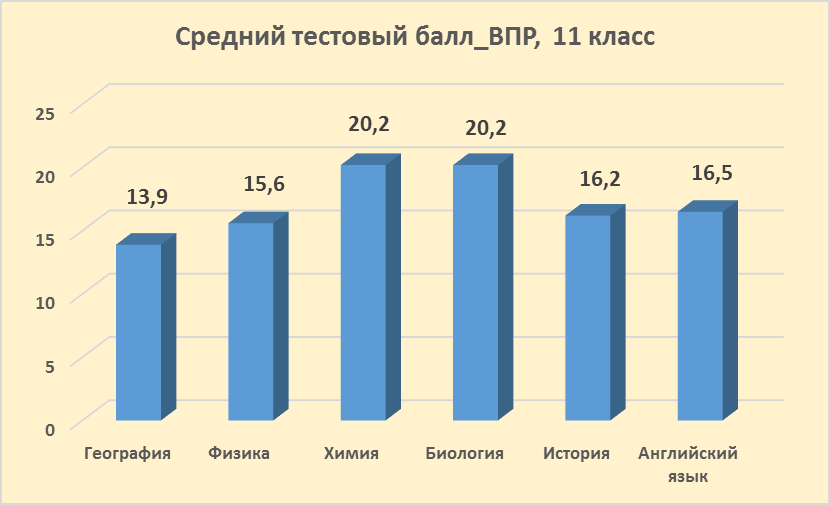 Средний тестовый балл_ВПР, 11 класс
25
20
15
10
5
0
13,9
15,6
20,2
20,2
16,2
16,5
География
Физика
Химия
Биология
История
Английский
язык